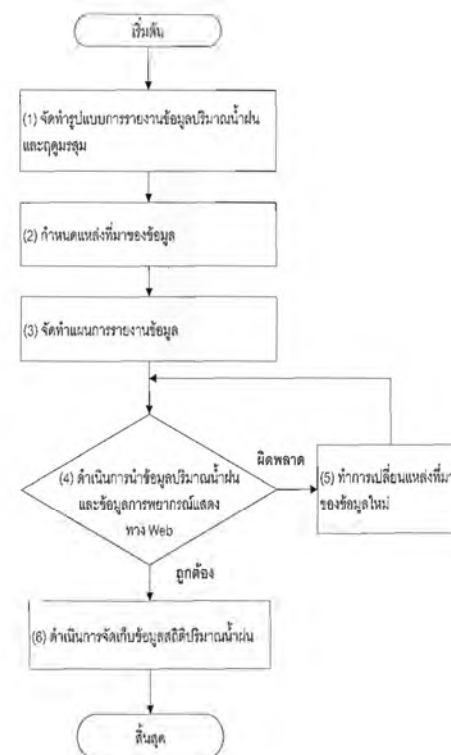 เริ่มต้น
(1) จัดทำรูปแบบการรายงานข้อมูลปริมาณน้ำฝน
และฤดูมรสุม
(2) กำหนดแหล่งที่มาของข้อมูล
(3) จัดทำแผนการรายงานข้อมูล
(4) ดำเนินการนำข้อมูลปริมาณน้ำฝน
และข้อมูลการพยากรณ์แสดง
ทาง Web
ผิดพลาด
(5) ทำการเปลี่ยนแหล่งที่มา
ของข้อมูลใหม่
ถูกต้อง
(6) ดำเนินการจัดเก็บข้อมูลสถิติปริมาณน้ำฝน
สิ้นสุด